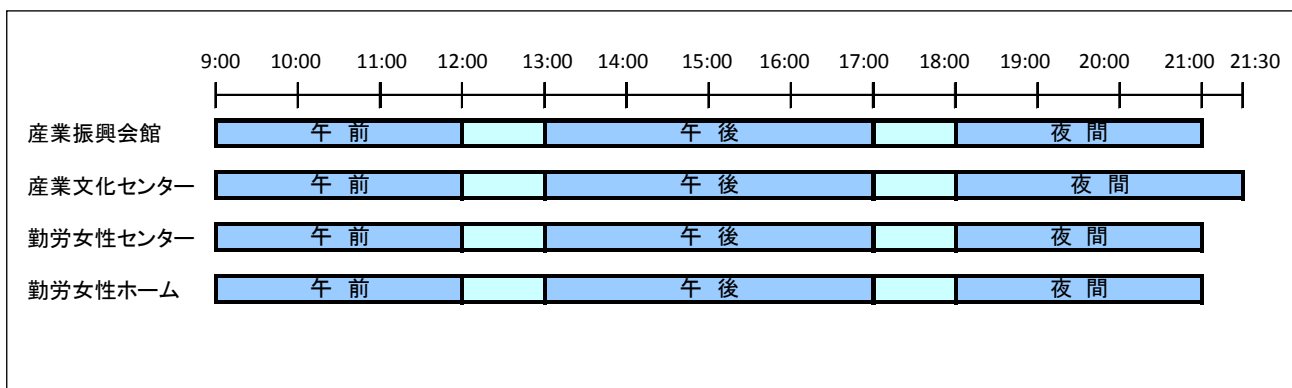 9:00 10:00 11:00 12:00 13:00 14:00 15:00 16:00 17:00 18:00 19:00 20:00 21:00 21:30
産業振興会館 午前 午後 夜間
産業文化センター 午前 午後 夜間
勤労女性センター 午前 午後 夜間
勤労女性ホーム 午前 午後 夜間